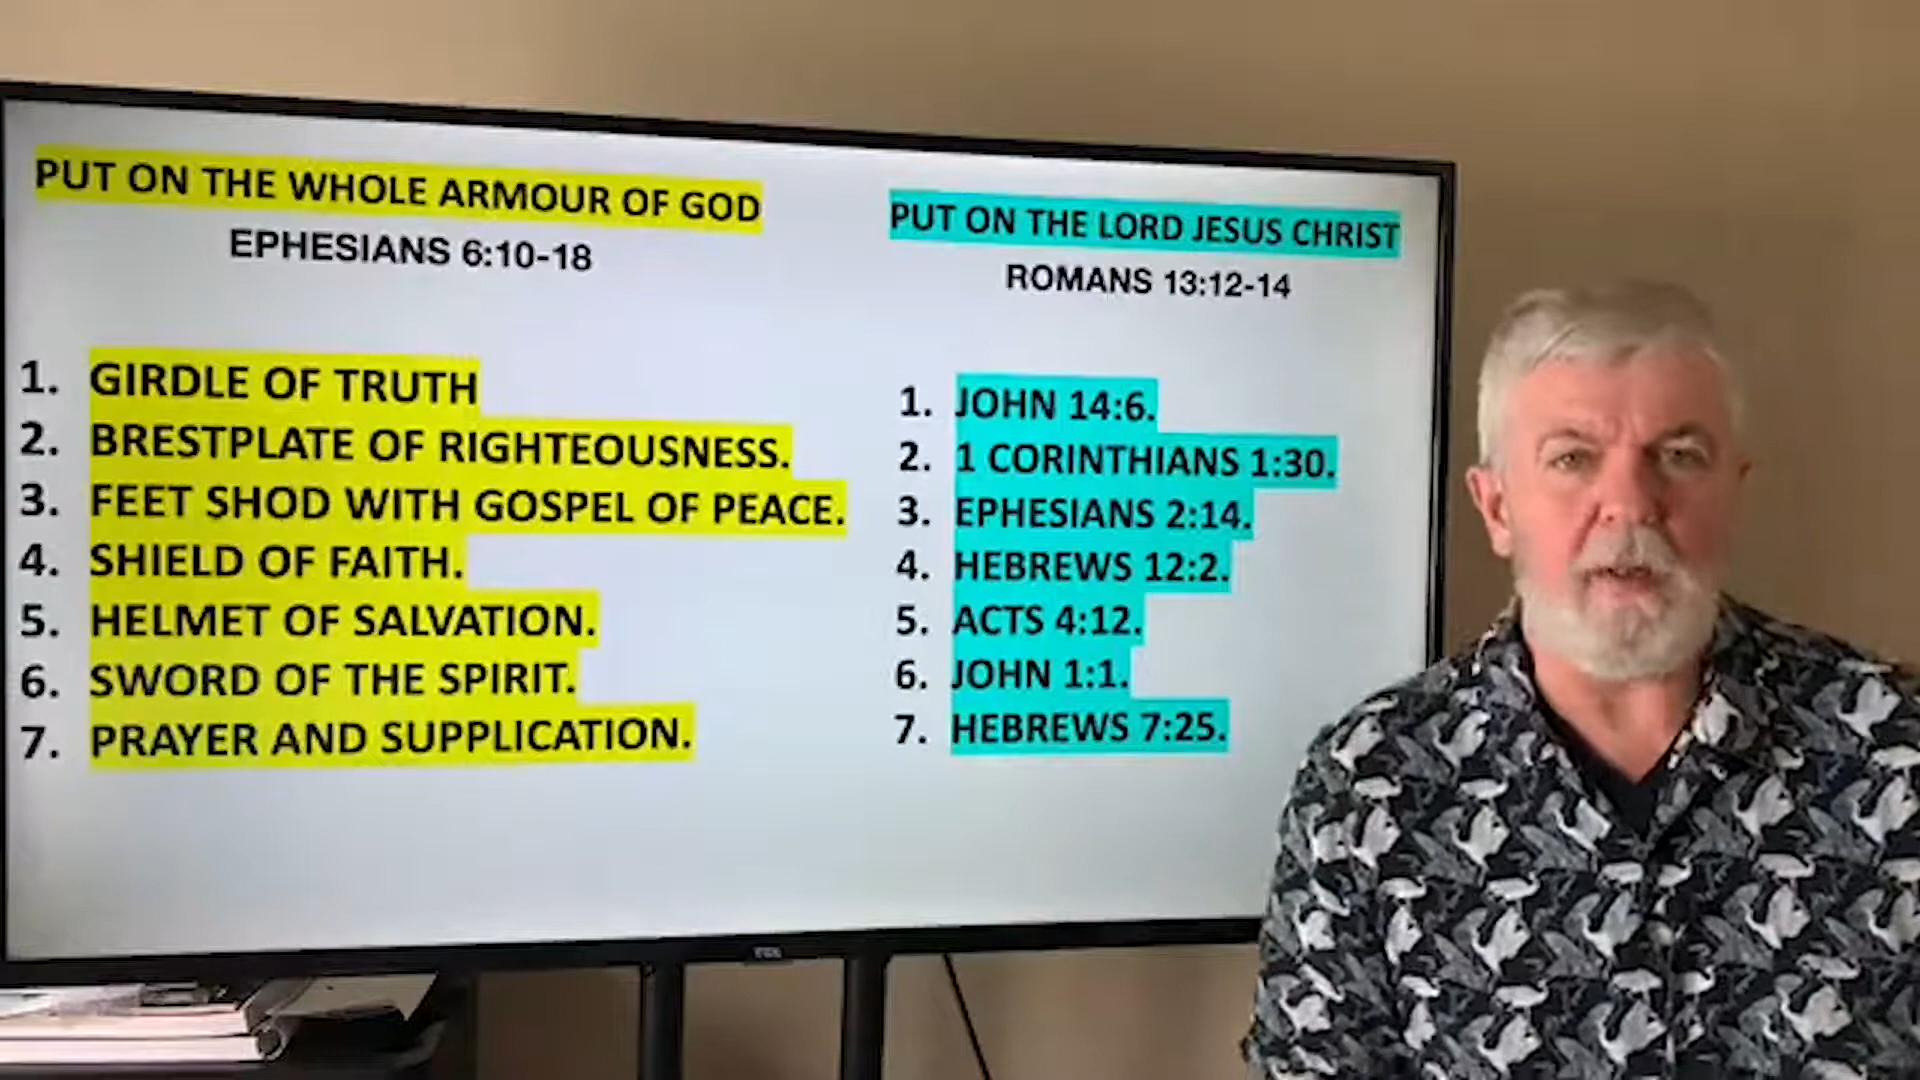 PUT ON THE WHOLE ARMOUR OF GOD
EPHESIANS 6:10-18
1. GIRDLE OF TRUTH
2. BRESTPLATE OF RIGHTEOUSNESS.
3. FEET SHOD WITH GOSPEL OF PEACE.
4. SHIELD OF FAITH.
5. HELMET OF SALVATION.
6. SWORD OF THE SPIRIT.
7. PRAYER AND SUPPLICATION.
PUT ON THE LORD JESUS CHRIST
ROMANS 13:12-14
1. JOHN 14:6.
2. 1 CORINTHIANS 1:30.
3. EPHESIANS 2:14.
4. HEBREWS 12:2.
5. ACTS 4:12.
6. JOHN 1:1.
7. HEBREWS 7:25.